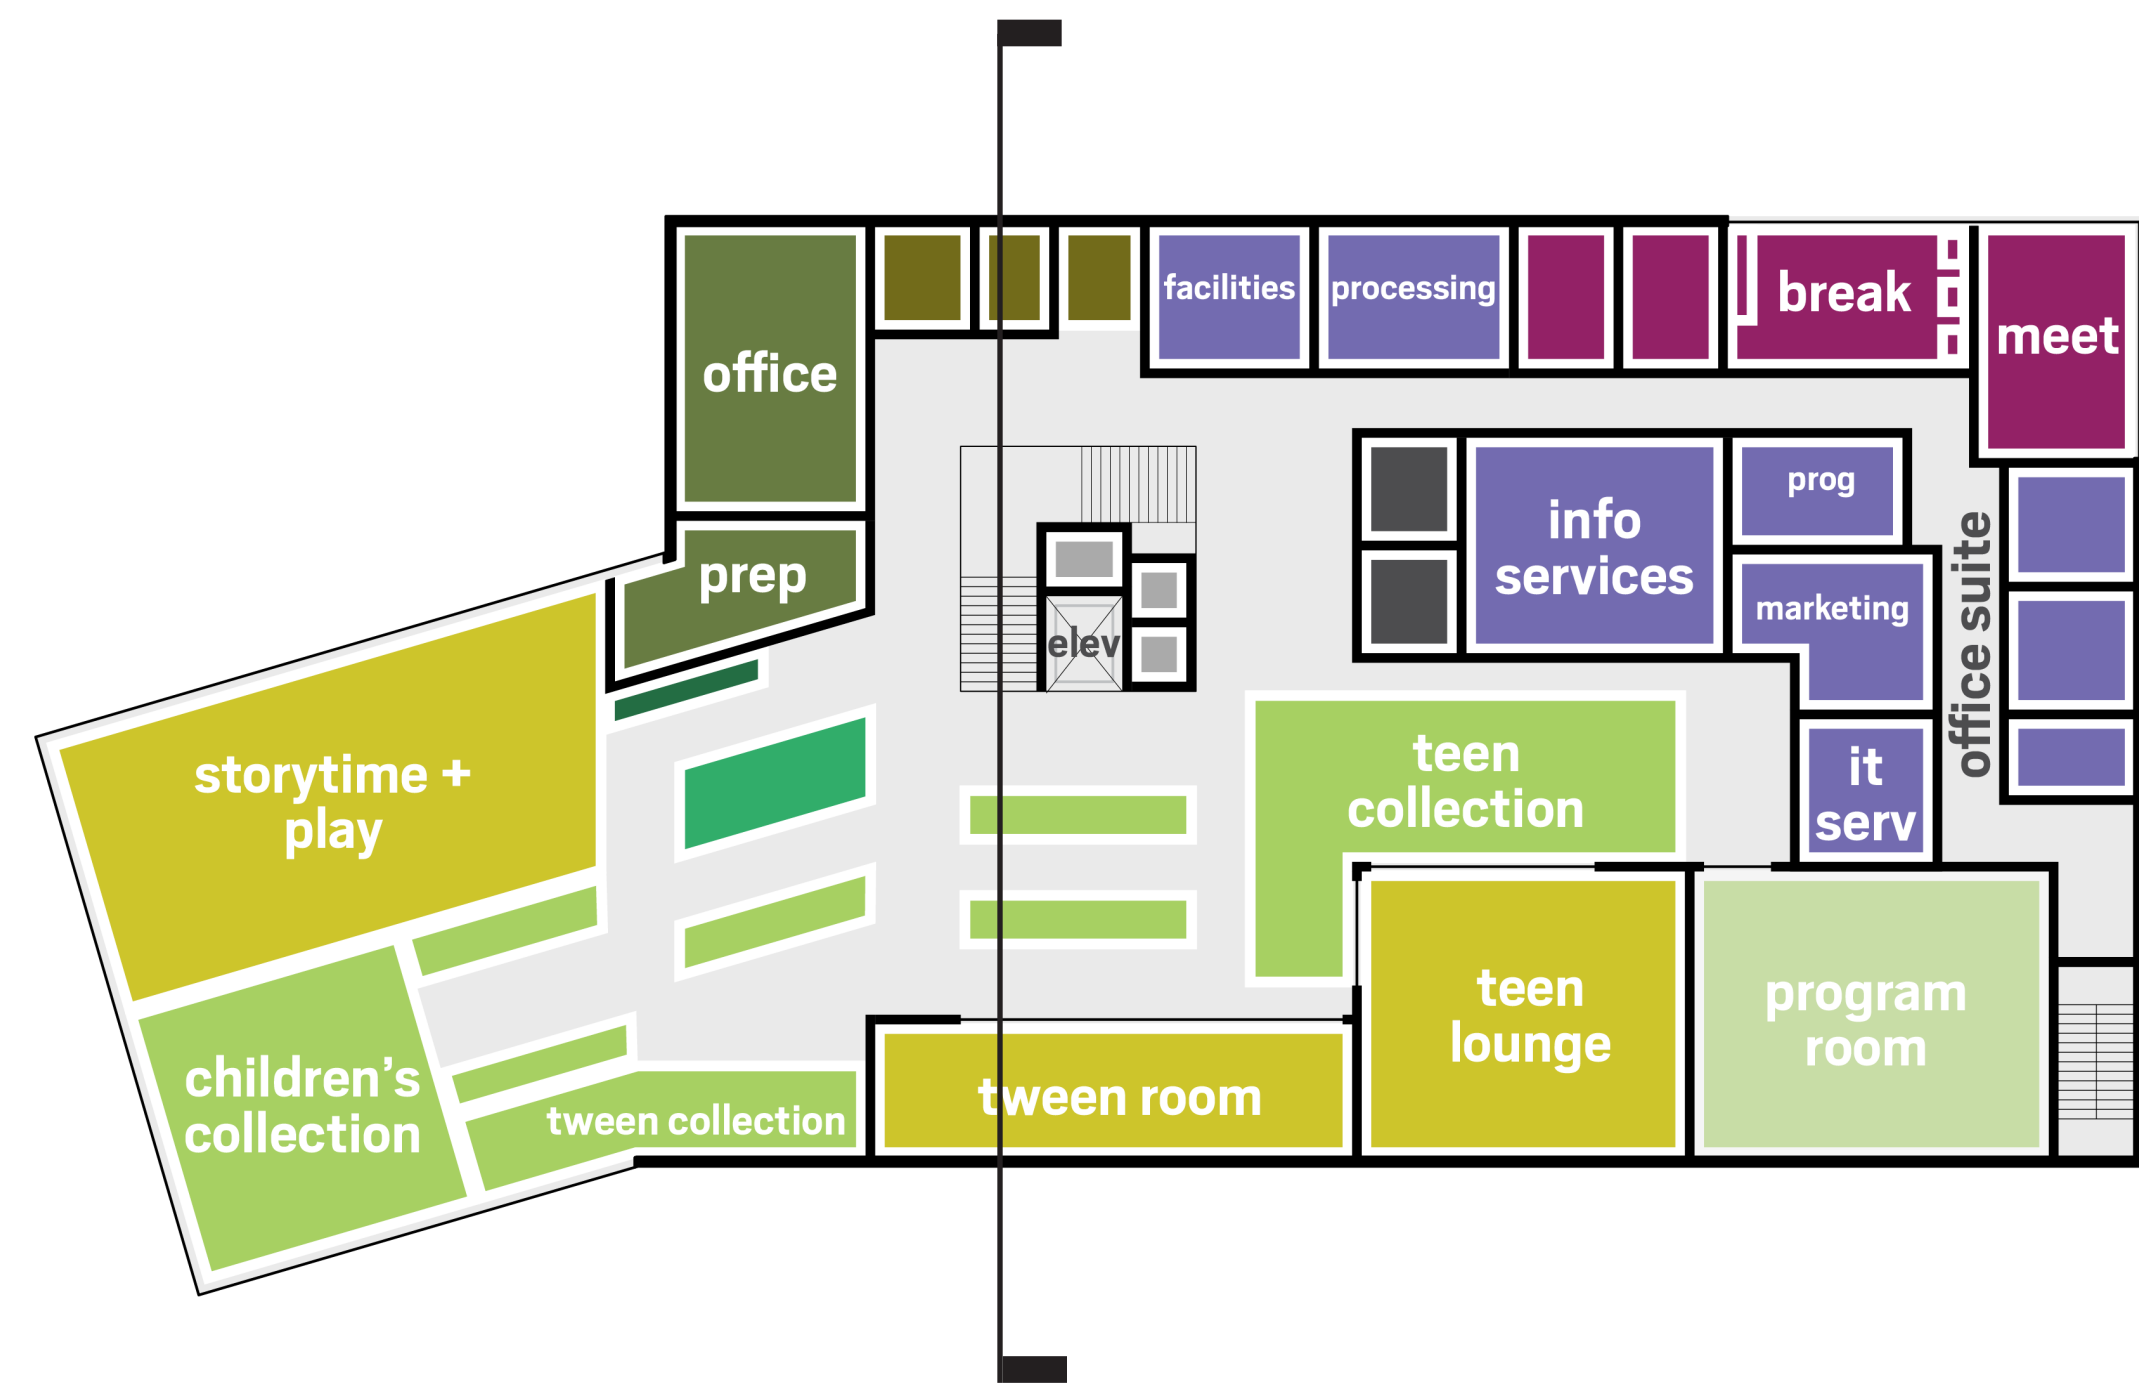 facilities
processing
break
meet
office
prog
info
services
prep
marketing
elev
office suite
storytime +
play
teen
collection
it
serv
teen
lounge
program
room
children’s
collection
tween collection
tween room